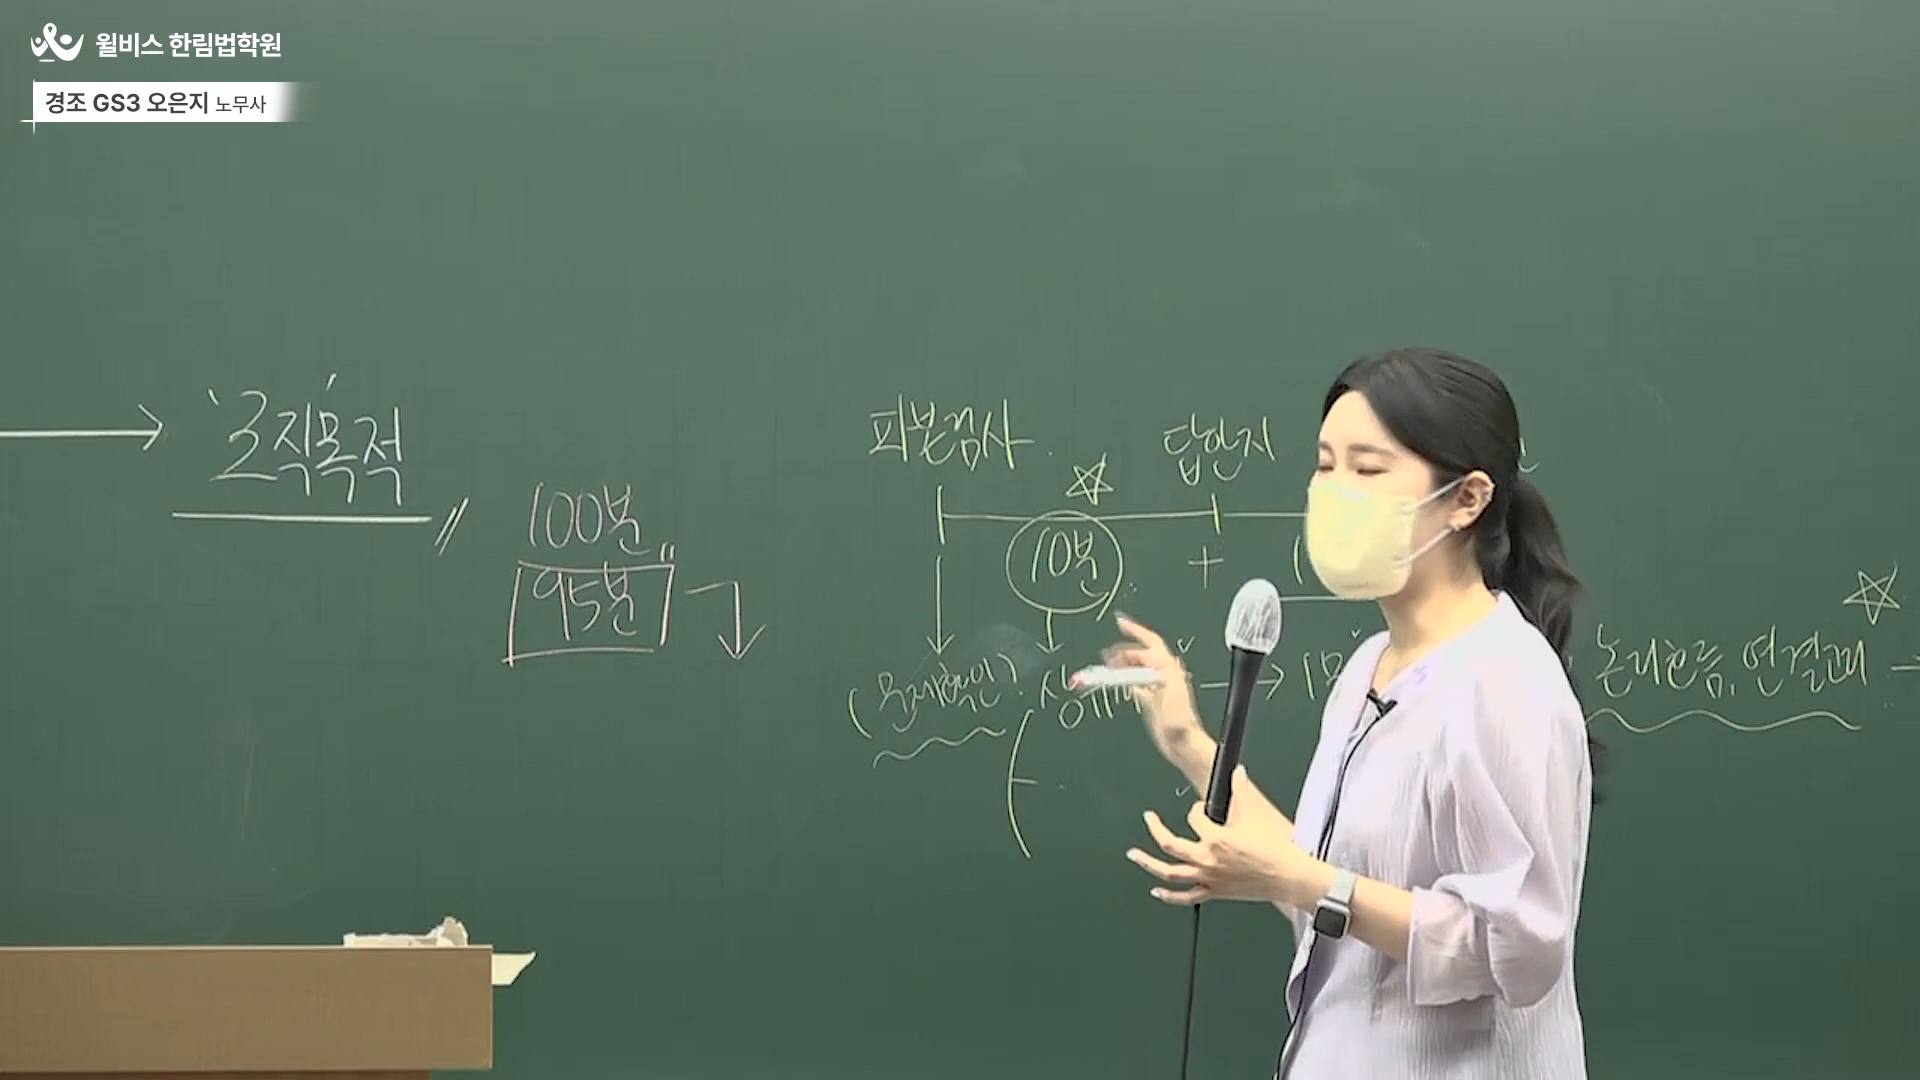 윌비스 한림법학원
경조 GS3 오은지 노무사
조직목적
100분
95분
파본검사
답안지
10분
+
(문제확인)
논리흐름, 연결고리